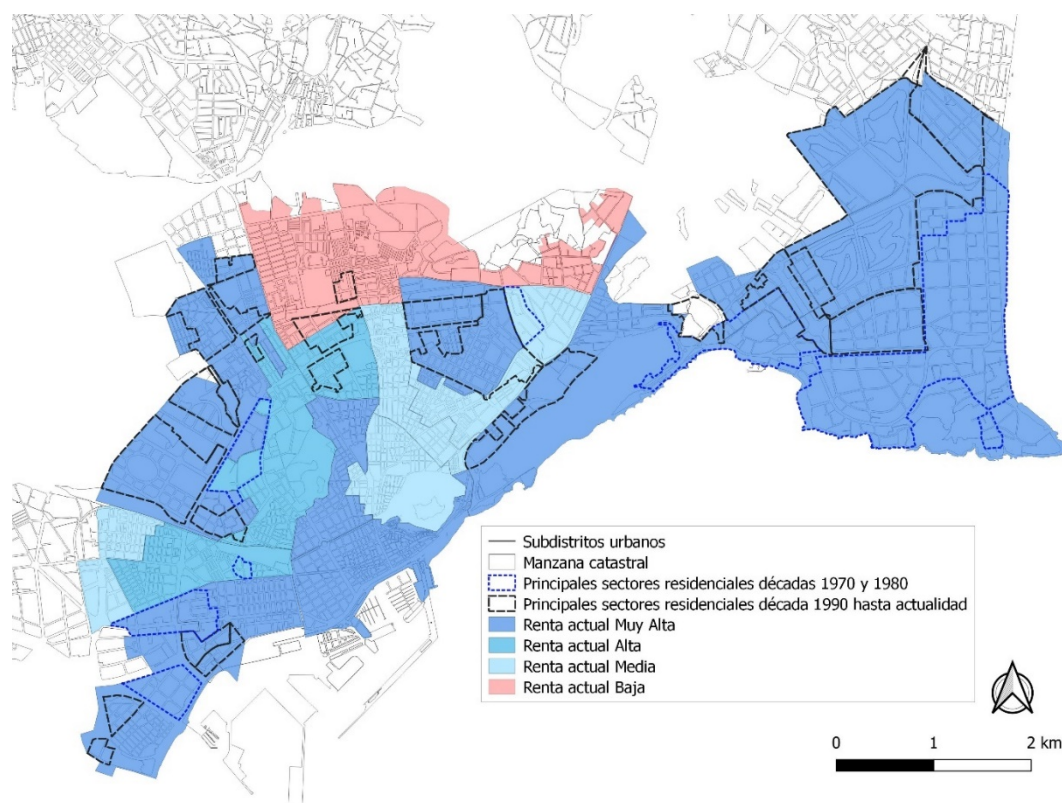 Subdistritos urbanos
Manzana catastral
Principales sectores residenciales décadas 1970 y 1980
Principales sectores residenciales década 1990 hasta actualidad
Renta actual Muy Alta
Renta actual Alta
Renta actual Media
Renta actual Baja
0 1 2 km